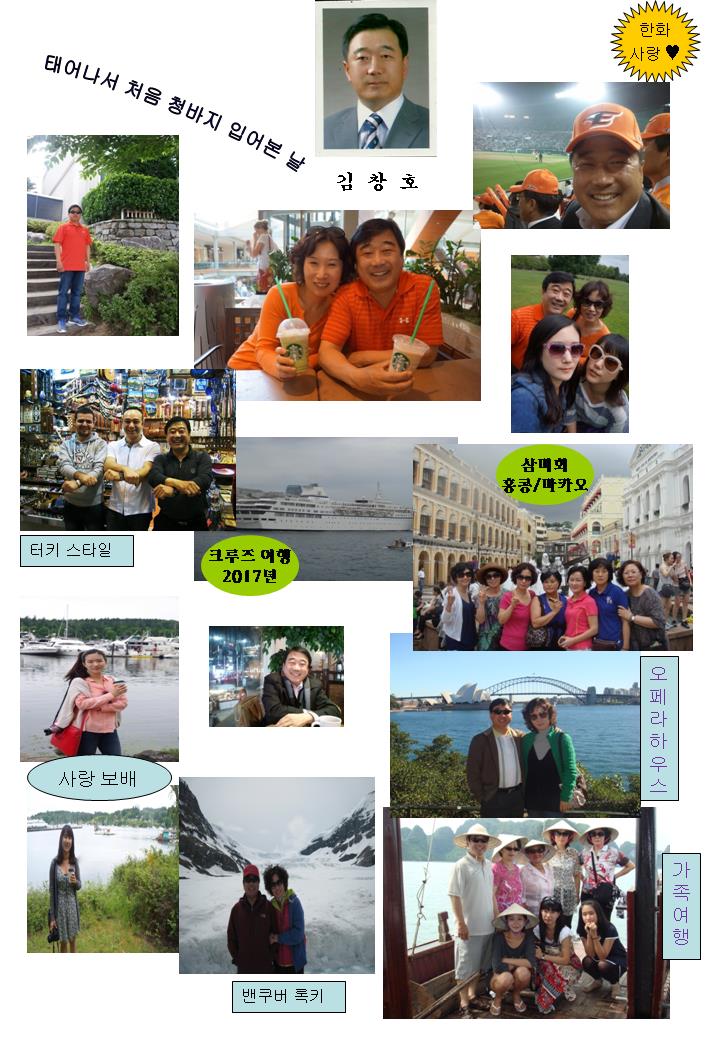 한화
사랑 ♥
태어나서 처음 청바지 입어본 날
김 창 호
삼미회
홍콩/마카오
터키 스타일
크루즈 여행
2017년
오페라하우스
사랑 보배
가족여행
밴쿠버 록키